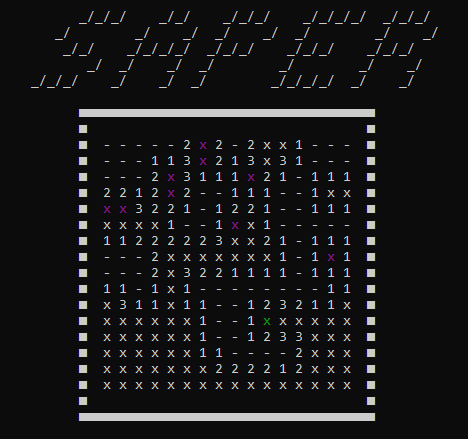 SAPER
- - - - - 2 x 2 - 2 x x 1 - - -
- - - 1 1 3 x 2 1 3 x 3 1 - - -
- - - 2 x 3 1 1 1 x 2 1 - 1 1 1
2 2 1 2 x 2 - - 1 1 1 - - 1 x x
x x 3 2 2 1 - 1 2 2 1 - - 1 1 1
x x x x 1 - - 1 x x 1 - - - - -
1 1 2 2 2 2 2 3 x x 2 1 - 1 1 1
- - - 2 x x x x x x x 1 - 1 x 1
- - - 2 x 3 2 2 1 1 1 1 - 1 1 1
1 1 - 1 x 1 - - - - - - - - 1 1
x 3 1 1 x 1 1 - - 1 2 3 2 1 1 x
x x x x x x 1 - - 1 x x x x x x
x x x x x x 1 - - 1 2 3 3 x x x
x x x x x x 1 1 - - - - 2 x x x
x x x x x x x 2 2 2 2 1 2 x x x
x x x x x x x x x x x x x x x x